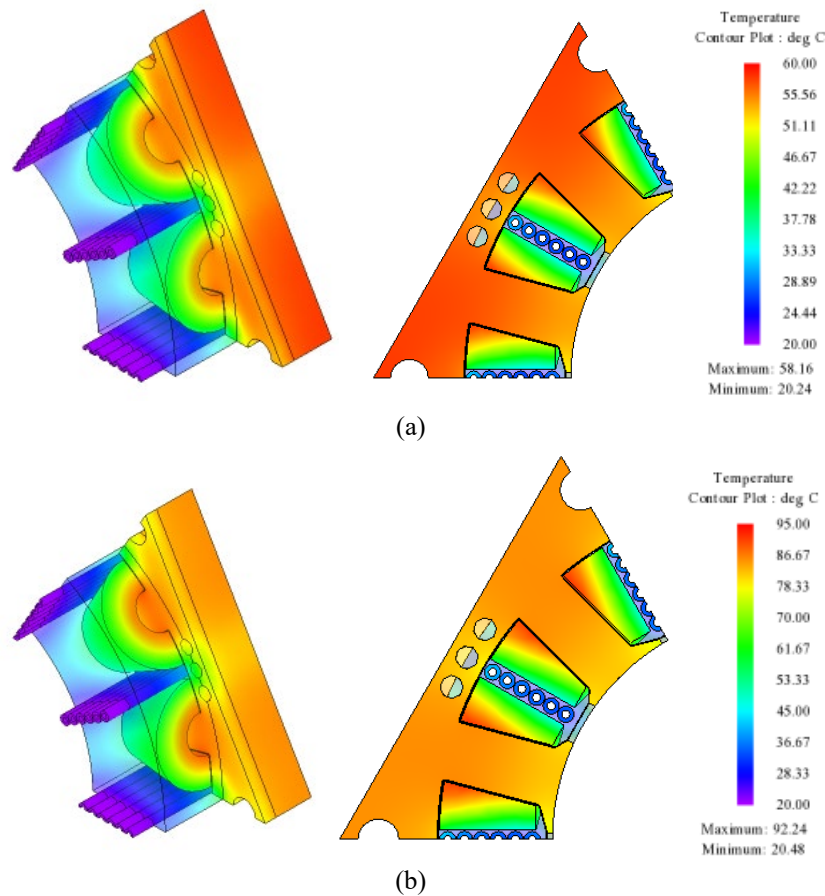 Temperature
Contour Plot : deg C
60.00
55.56
51.11
46.67
42.22
37.78
33.33
28.89
24.44
20.00
Maximum: 58.16
Minimum: 20.24
(a)
Temperature
Contour Plot : deg C
95.00
86.67
78.33
70.00
61.67
53.33
45.00
36.67
28.33
20.00
Maximum: 92.24
Minimum: 20.48
(b)